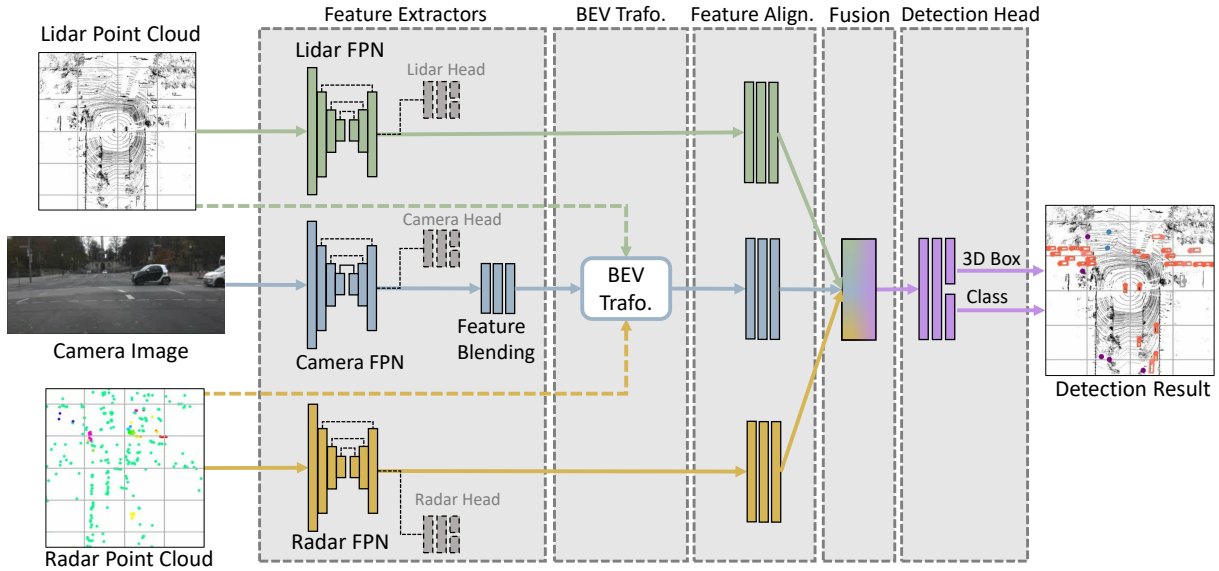 Feature Extractors
BEV Trafo.
Feature Align.
Fusion
Detection Head
Lidar Point Cloud
Lidar FPN
Lidar Head
Camera Head
BEV
Trafo.
3D Box
Class
Feature
Blending
Camera Image
Camera FPN
Detection Result
Radar Head
Radar FPN
Radar Point Cloud